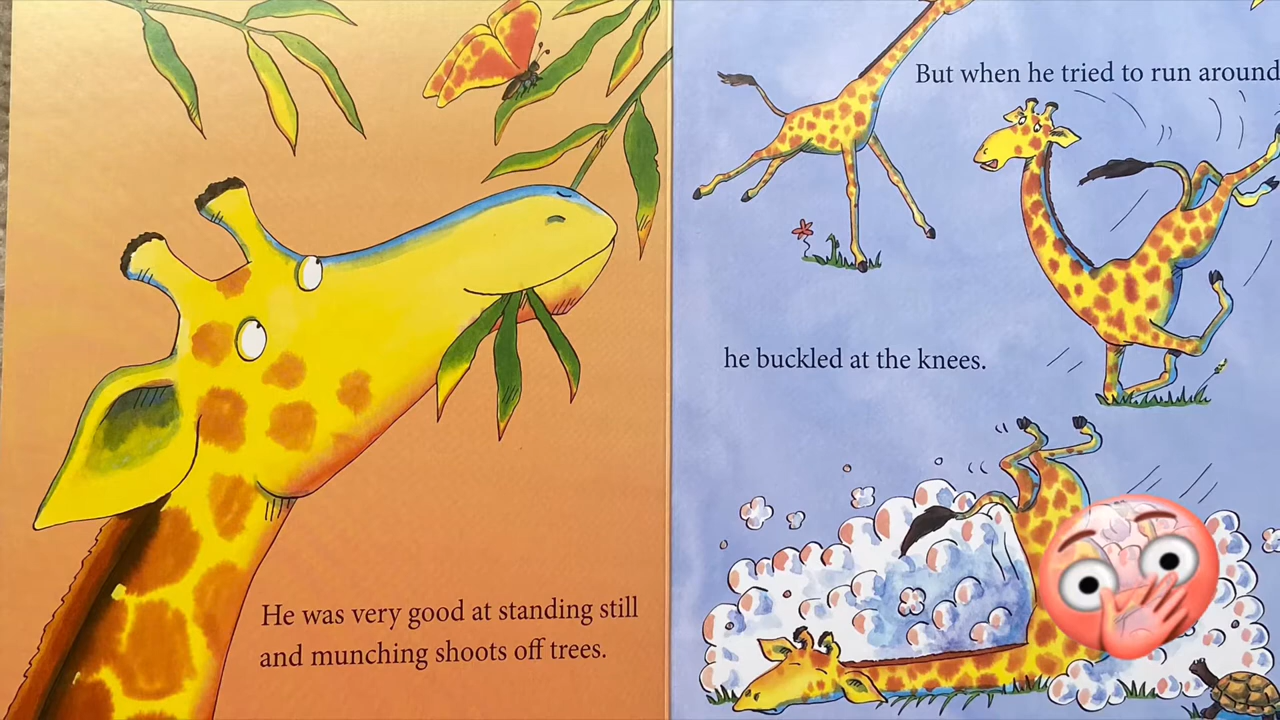 He was very good at standing still
and munching shoots off trees.
But when he tried to run around
he buckled at the knees.